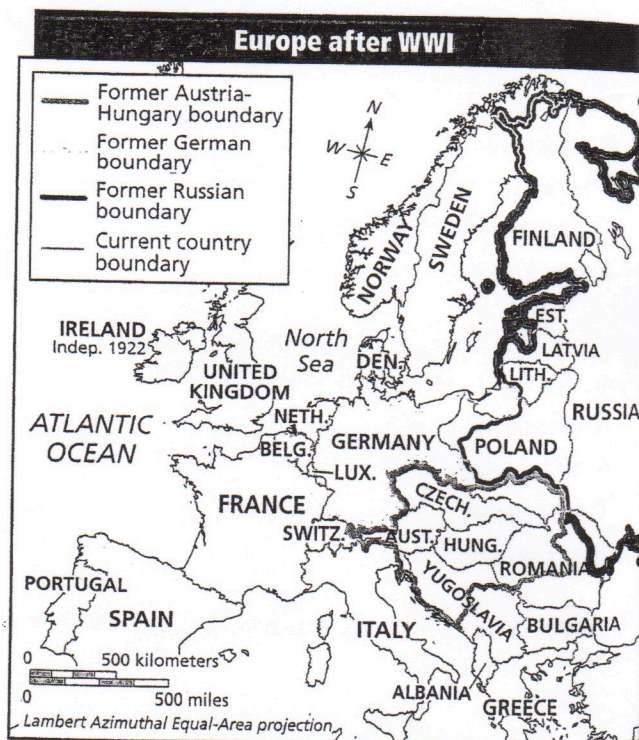 Europe after WWI
Former Austria-
Hungary boundary
Former German
boundary
Former Russian
boundary
Current country
boundary
N
W
E
S
NORWAY
SWEDEN
FINLAND
EST.
LATVIA
LITH.
RUSSIA
IRELAND
Indep. 1922
UNITED
KINGDOM
North
Sea
DEN.
ATLANTIC
OCEAN
NETH.
BELG.
GERMANY
POLAND
LUX.
CZECH.
FRANCE
SWITZ.
AUST.
HUNG.
ROMANIA
YUGOSLAVIA
PORTUGAL
SPAIN
ITALY
BULGARIA
ALBANIA
GREECE
0
500 kilometers
0
500 miles
Lambert Azimuthal Equal-Area projection